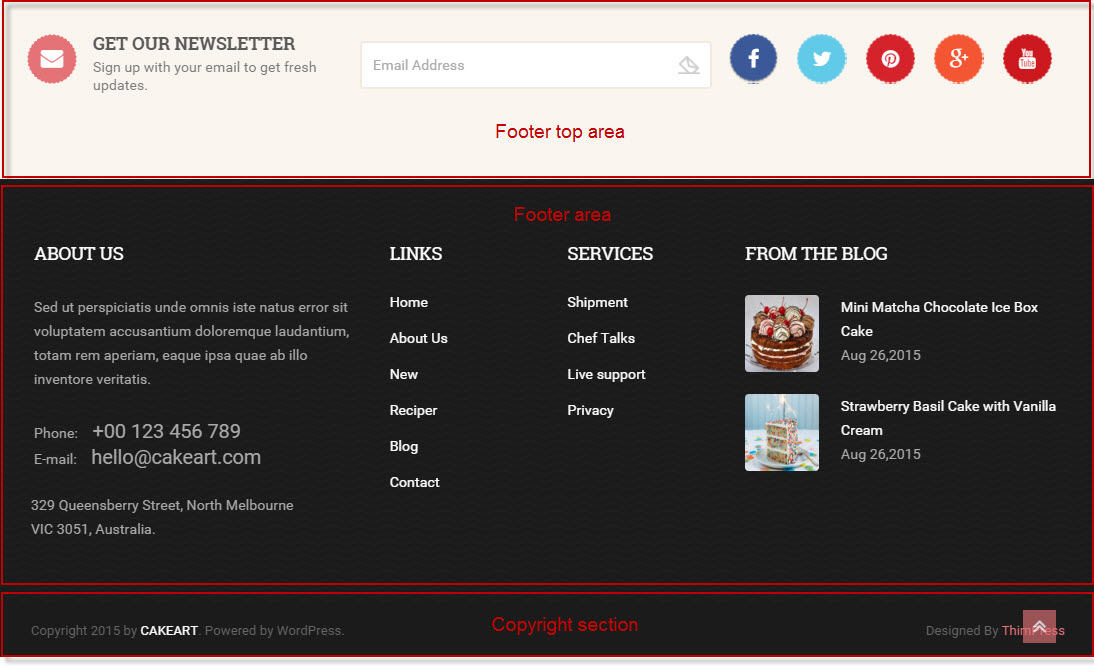 GET OUR NEWSLETTER
Sign up with your email to get fresh
updates.
Email Address
You
Tube
Footer top area
Footer area
ABOUT US
Sed ut perspiciatis unde omnis iste natus error sit
voluptatem accusantium doloremque laudantium,
totam rem aperiam, eaque ipsa quae ab illo
inventore veritatis.
Phone: +00 123 456 789
E-mail: hello@cakeart.com
329 Queensberry Street, North Melbourne
VIC 3051, Australia.
LINKS
Home
About Us
New
Reciper
Blog
Contact
SERVICES
Shipment
Chef Talks
Live support
Privacy
FROM THE BLOG
Mini Matcha Chocolate Ice Box
Cake
Aug 26,2015
Strawberry Basil Cake with Vanilla
Cream
Aug 26,2015
Copyright 2015 by CAKEART. Powered by WordPress.
Copyright section
Designed By ThimPress